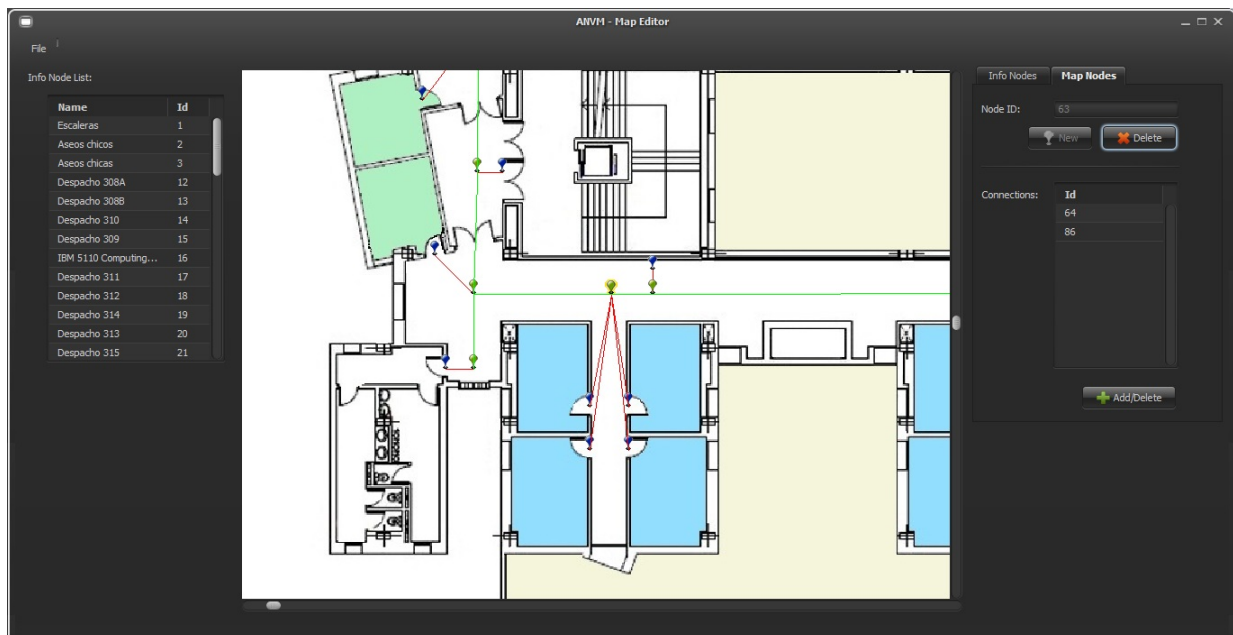 ANVM - Map Editor
File
Info Node List:
Name Id
Escaleras 1
Aseos chicos 2
Aseos chicas 3
Despacho 308A 12
Despacho 308B 13
Despacho 310 14
Despacho 309 15
IBM 5110 Computing... 16
Despacho 311 17
Despacho 312 18
Despacho 314 19
Despacho 313 20
Despacho 315 21
Info Nodes Map Nodes
Node ID: 63
New Delete
Connections: Id
64
86
Add/Delete